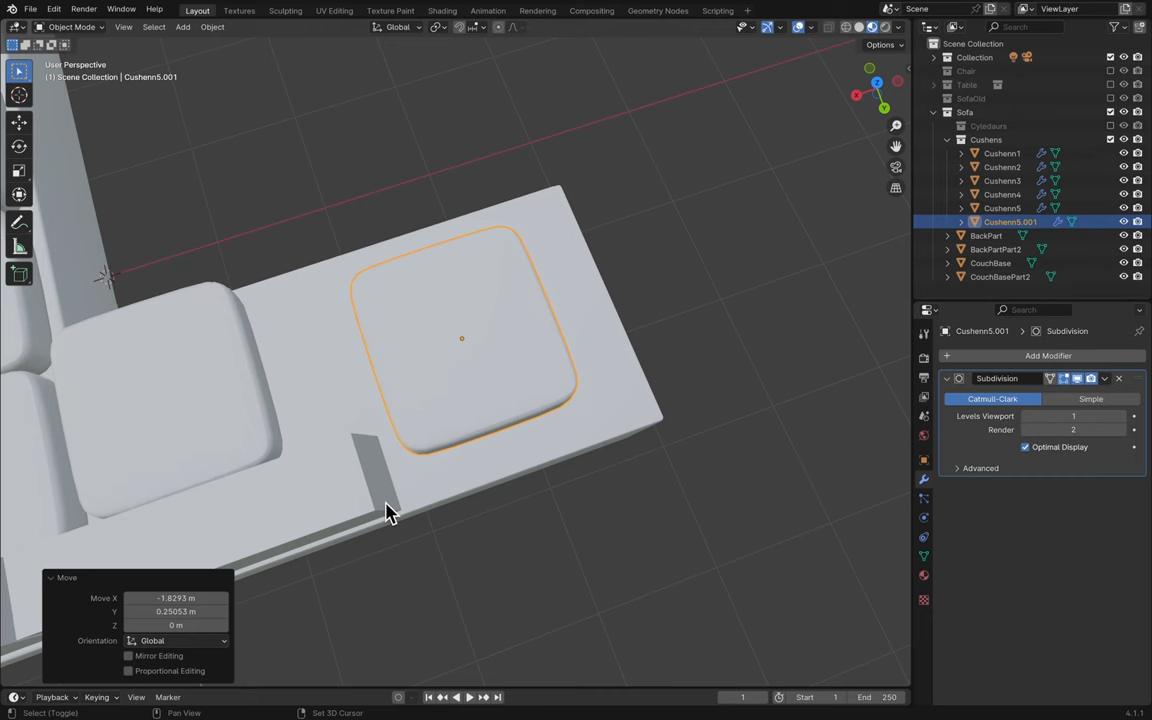 File Edit Render Window Help
Layout Texturez Sculpting UV Editing Texture Paint Shading Animation Rendering Compositing Geometry Nodes Scripting
Scene
ViewLayer
Object Mode View Select Add Object
Global
Search
Options
User Perspective
(1) Scene Collection | Cushenn5.001
X Y Z
Scene Collection
Collection
Chair
Table
SofaOld
Sofa
Cyledaurs
Cushens
Cushenn1
Cushenn2
Cushenn3
Cushenn4
Cushenn5
Cushenn5.001
BackPart
BackPartPart2
CouchBase
CouchBasePart2
Search
Cushenn5.001 > Subdivision
+ Add Modifier
Subdivision
Catmull-Clark Simple
Levels Viewport 1
Render 2
Optimal Display
Advanced
Move
Move X -1.8293 m
Y 0.25053 m
Z 0 m
Orientation Global
Mirror Editing
Proportional Editing
Playback Keying View Marker
1 Start 1 End 250
Select (Toggle) Pan View Set 3D Cursor 4.1.1